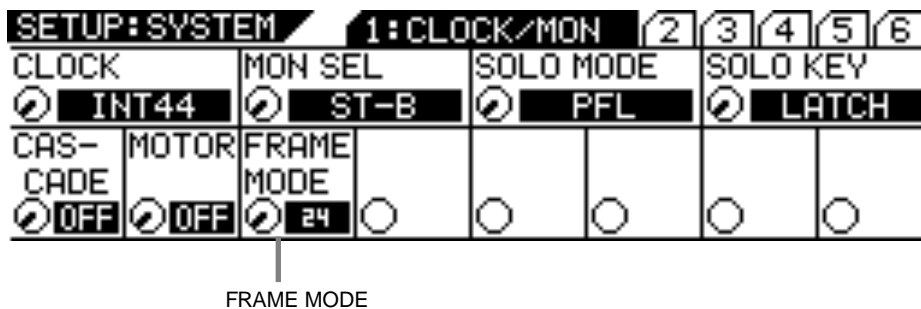 SETUP:SYSTEM 1:CLOCK/MON 2 3 4 5 6
CLOCK MON SEL SOLO MODE SOLO KEY
INT44 ST-B PFL LATCH
CAS- MOTOR FRAME
CADE MODE
OFF OFF 24
FRAME MODE